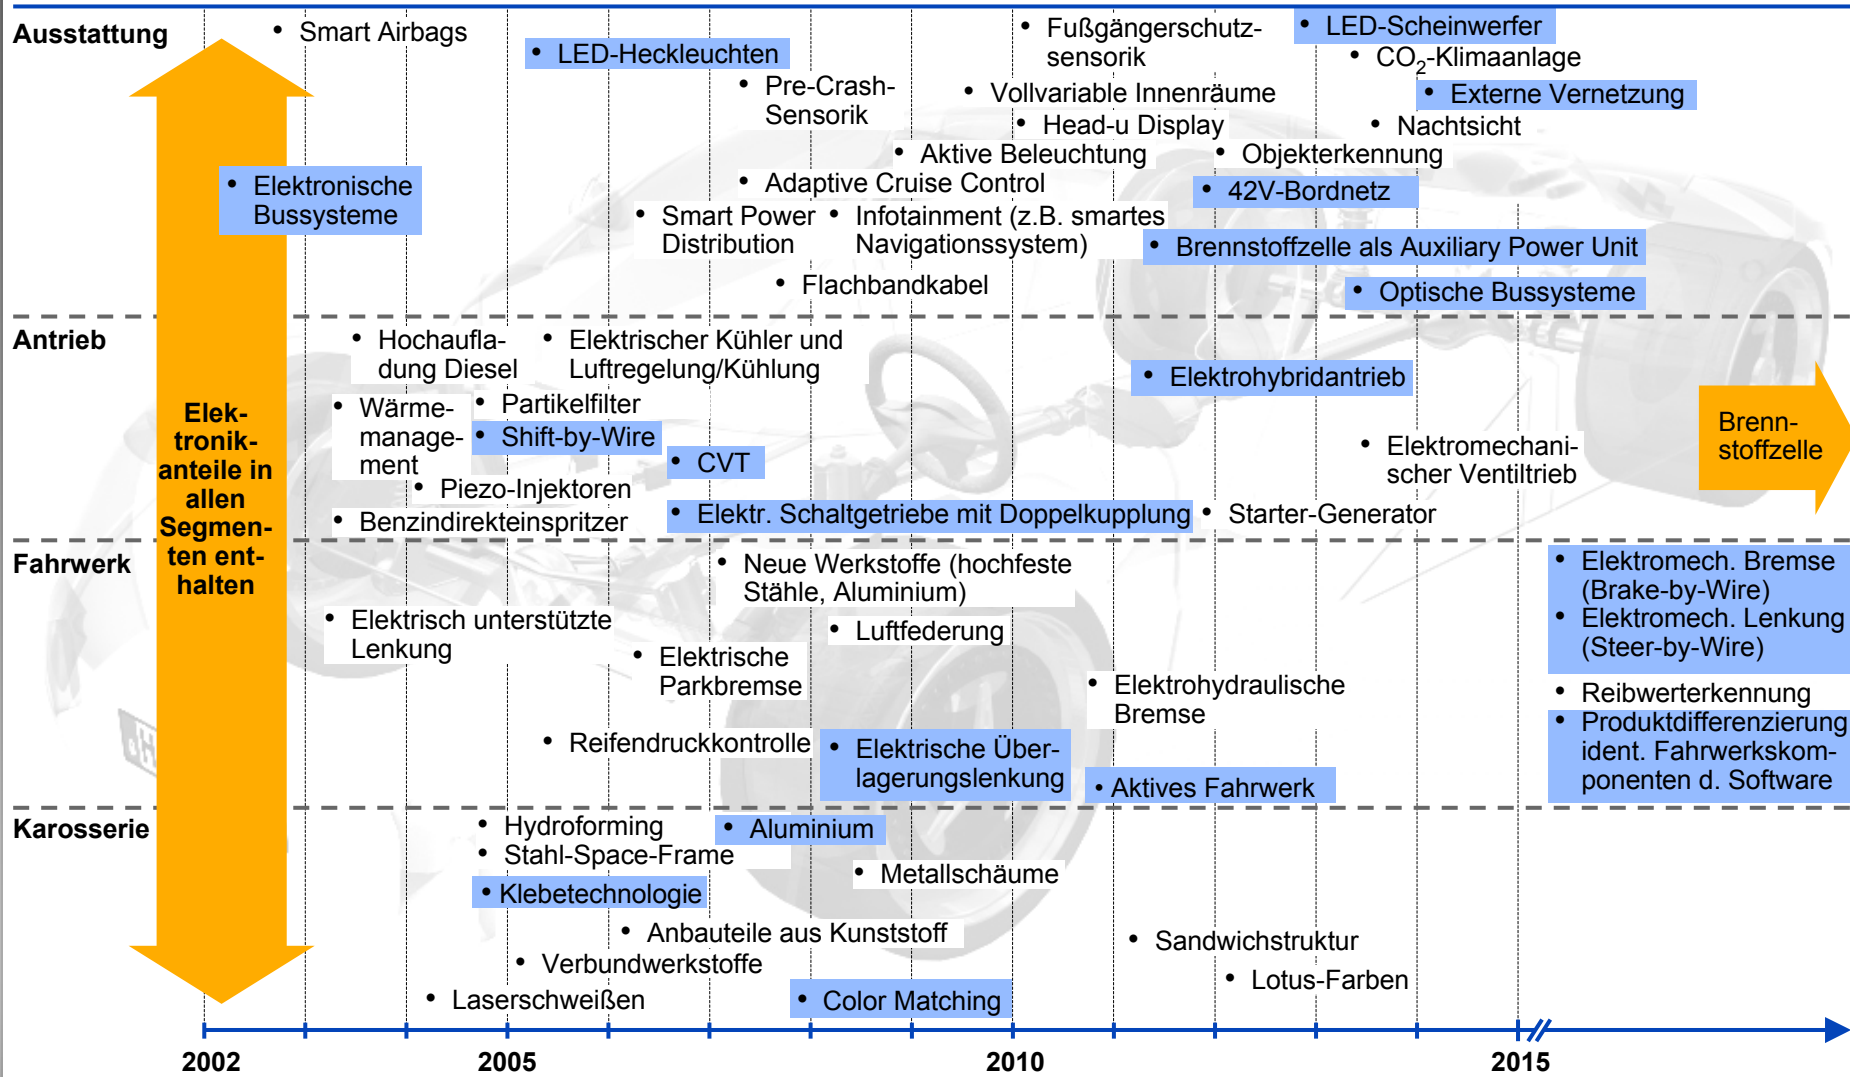 Ausstattung
• Smart Airbags
• LED-Heckleuchten
• Pre-Crash-
Sensorik
• Fußgängerschutz-
sensorik
• LED-Scheinwerfer
• CO2-Klimaanlage
• Vollvariable Innenräume
• Externe Vernetzung
• Head-u Display
• Nachtsicht
• Aktive Beleuchtung
• Objekterkennung
• Elektronische
Bussysteme
• Adaptive Cruise Control
• 42V-Bordnetz
• Smart Power
Distribution
• Infotainment (z.B. smartes
Navigationssystem)
• Brennstoffzelle als Auxiliary Power Unit
• Flachbandkabel
• Optische Bussysteme
Antrieb
• Hochaufla-
dung Diesel
• Elektrischer Kühler und
Luftregelung/Kühlung
• Elektrohybridantrieb
• Wärme-
manage-
ment
• Partikelfilter
• Shift-by-Wire
• CVT
• Elektromechani-
scher Ventiltrieb
Brenn-
stoffzelle
• Piezo-Injektoren
• Benzindirekteinspritzer
• Elektr. Schaltgetriebe mit Doppelkupplung
• Starter-Generator
Elek-
tronik-
anteile in
allen
Segmen-
ten ent-
halten
Fahrwerk
• Neue Werkstoffe (hochfeste
Stähle, Aluminium)
• Elektromech. Bremse
(Brake-by-Wire)
• Elektromech. Lenkung
(Steer-by-Wire)
• Elektrisch unterstützte
Lenkung
• Luftfederung
• Elektrische
Parkbremse
• Elektrohydraulische
Bremse
• Reibwerterkennung
• Produktdifferenzierung
ident. Fahrwerkskom-
ponenten d. Software
• Reifendruckkontrolle
• Elektrische Über-
lagerungslenkung
• Aktives Fahrwerk
Karosserie
• Hydroforming
• Aluminium
• Stahl-Space-Frame
• Metallschäume
• Klebetechnologie
• Anbauteile aus Kunststoff
• Sandwichstruktur
• Verbundwerkstoffe
• Lotus-Farben
• Laserschweißen
• Color Matching
2002
2005
2010
2015